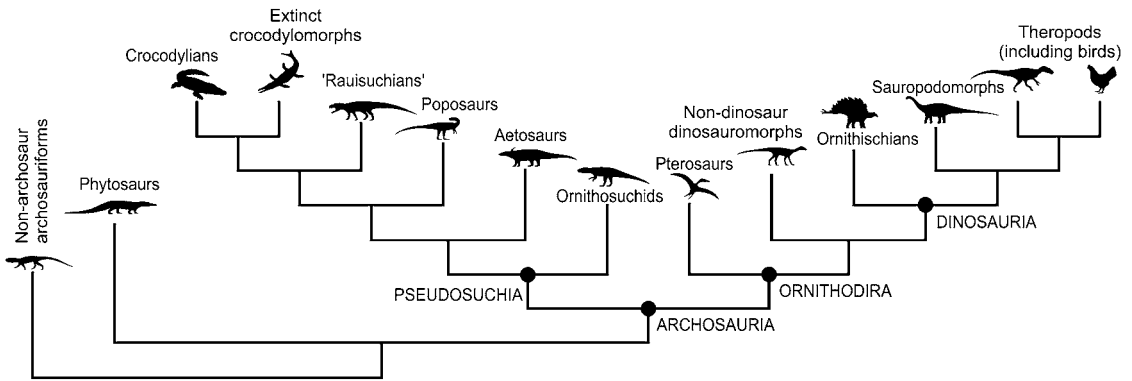 Extinct
crocodylomorphs
Crocodylians
'Rauisuchians'
Poposaurs
Aetosaurs
Ornithosuchids
Non-archosaur
archosauriforms
Phytosaurs
Pterosaurs
Non-dinosaur
dinosauromorphs
Ornithischians
Sauropodomorphs
Theropods
(including birds)
DINOSAURIA
PSEUDOSUCHIA
ORNITHODIRA
ARCHOSAURIA